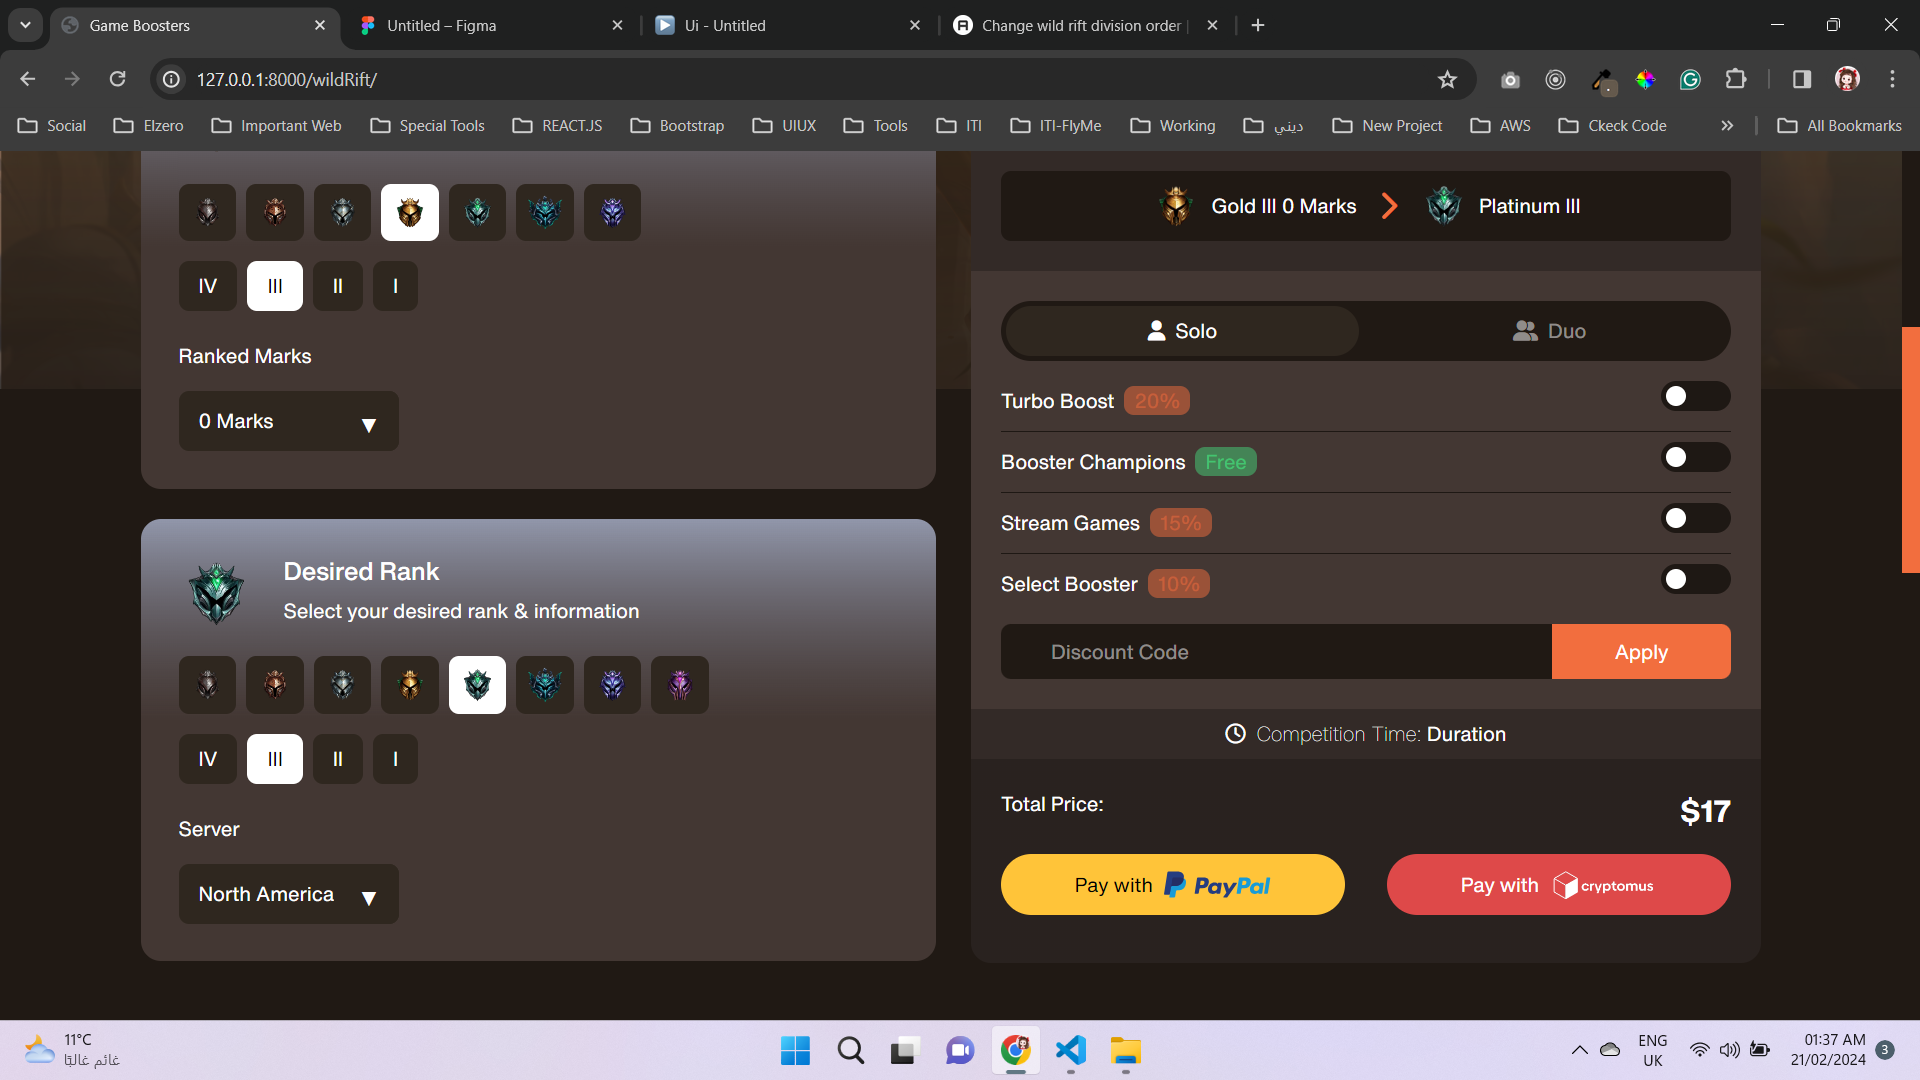 Game Boosters
Untitled – Figma
Ui - Untitled
Change wild rift division order
127.0.0.1:8000/wildRift/
Social
Elzero
Important Web
Special Tools
REACT.JS
Bootstrap
UIUX
Tools
ITI
ITI-FlyMe
Working
ديني
New Project
AWS
Ckeck Code
All Bookmarks
IV III II I
Ranked Marks
0 Marks
Desired Rank
Select your desired rank & information
IV III II I
Server
North America
Gold III 0 Marks
Platinum III
Solo
Duo
Turbo Boost 20%
Booster Champions Free
Stream Games 15%
Select Booster 10%
Discount Code
Apply
Competition Time: Duration
Total Price:
$17
Pay with PayPal
Pay with cryptomus
11°C
غائم غالبًا
ENG
UK
01:37 AM
21/02/2024
3